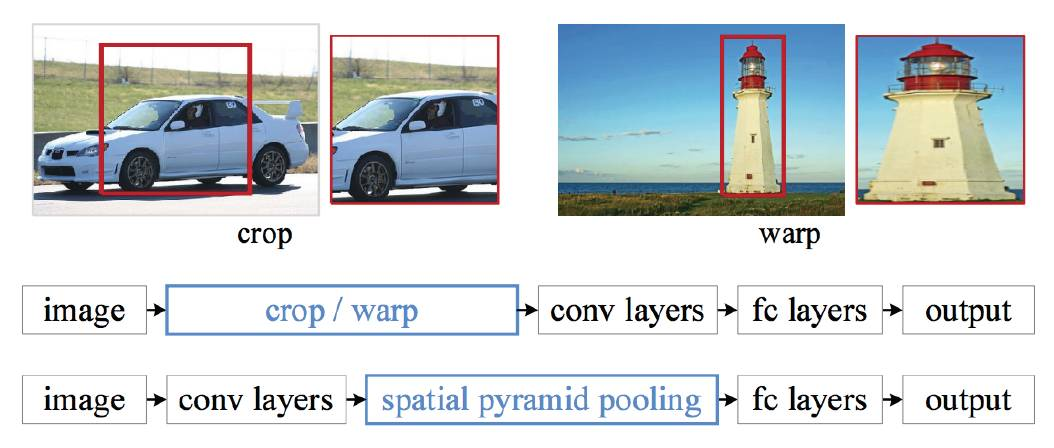 crop
warp
image
crop / warp
conv layers
fc layers
output
image
conv layers
spatial pyramid pooling
fc layers
output